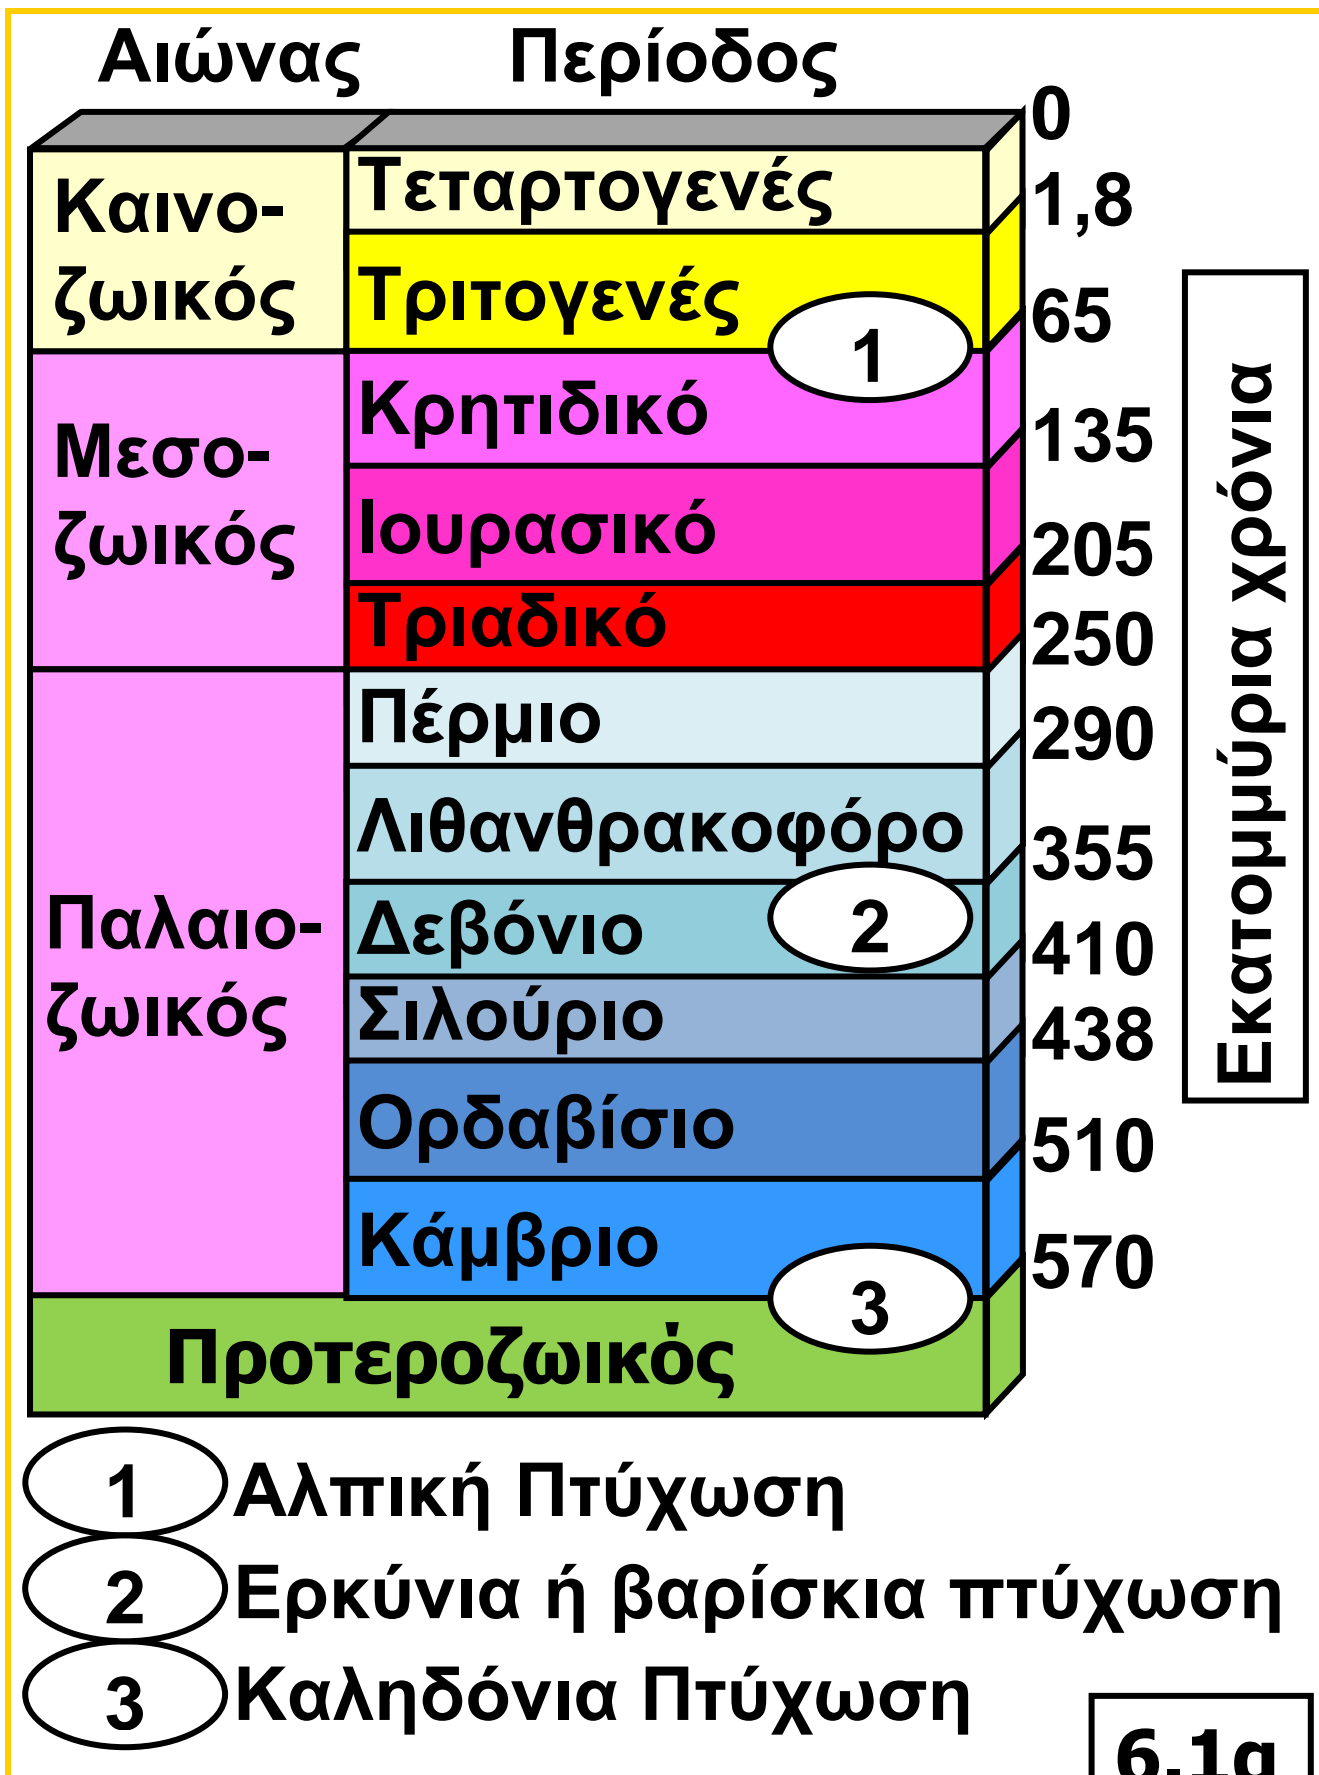 Αιώνας Περίοδος
0
Καινο-
ζωικός
Τεταρτογενές
1,8
Τριτογενές
65
1
Μεσο-
ζωικός
Κρητιδικό
135
Ιουρασικό
205
Τριαδικό
250
Παλαιο-
ζωικός
Πέρμιο
290
Λιθανθρακοφόρο
355
Δεβόνιο
2
410
Σιλούριο
438
Ορδαβίσιο
510
Κάμβριο
570
3
Προτεροζωικός
Εκατομμύρια χρόνια
1 Αλπική Πτύχωση
2 Ερκύνια ή βαρίσκια πτύχωση
3 Καληδόνια Πτύχωση
6.1α